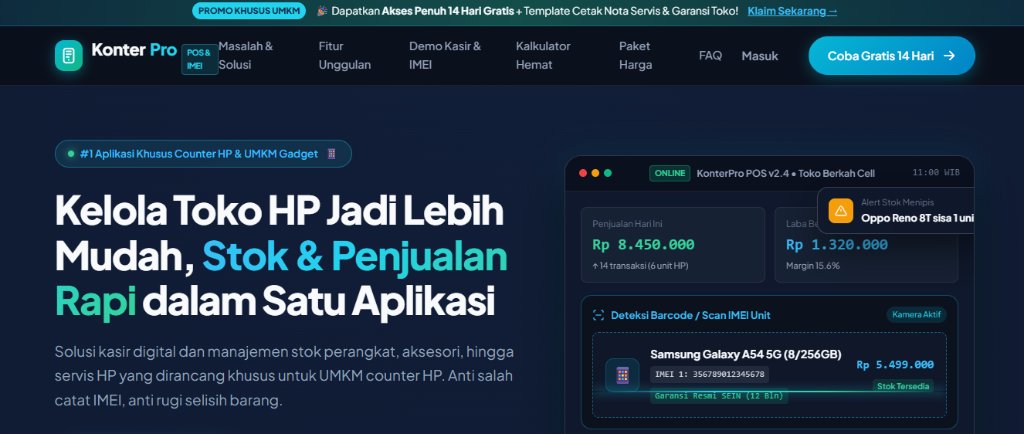 PROMO KHUSUS UMKM 🎉 Dapatkan Akses Penuh 14 Hari Gratis + Template Cetak Nota Servis & Garansi Toko! Klaim Sekarang →
Konter Pro
POS & IMEI
Masalah & Solusi
Fitur Unggulan
Demo Kasir & IMEI
Kalkulator Hemat
Paket Harga
FAQ
Masuk
Coba Gratis 14 Hari →
#1 Aplikasi Khusus Counter HP & UMKM Gadget
Kelola Toko HP Jadi Lebih
Mudah, Stok & Penjualan
Rapi dalam Satu Aplikasi
Solusi kasir digital dan manajemen stok perangkat, aksesori, hingga
servis HP yang dirancang khusus untuk UMKM counter HP. Anti salah
catat IMEI, anti rugi selisih barang.
ONLINE KonterPro POS v2.4 • Toko Berkah Cell 11:00 WIB
Alert Stok Menipis
Oppo Reno 8T sisa 1 uni
Penjualan Hari Ini
Rp 8.450.000
↑ 14 transaksi (6 unit HP)
Laba Be
Rp 1.320.000
Margin 15.6%
Deteksi Barcode / Scan IMEI Unit
Kamera Aktif
Samsung Galaxy A54 5G (8/256GB)
IMEI 1: 356789012345678
Garansi Resmi SEIN (12 Bln)
Rp 5.499.000
Stok Tersedia